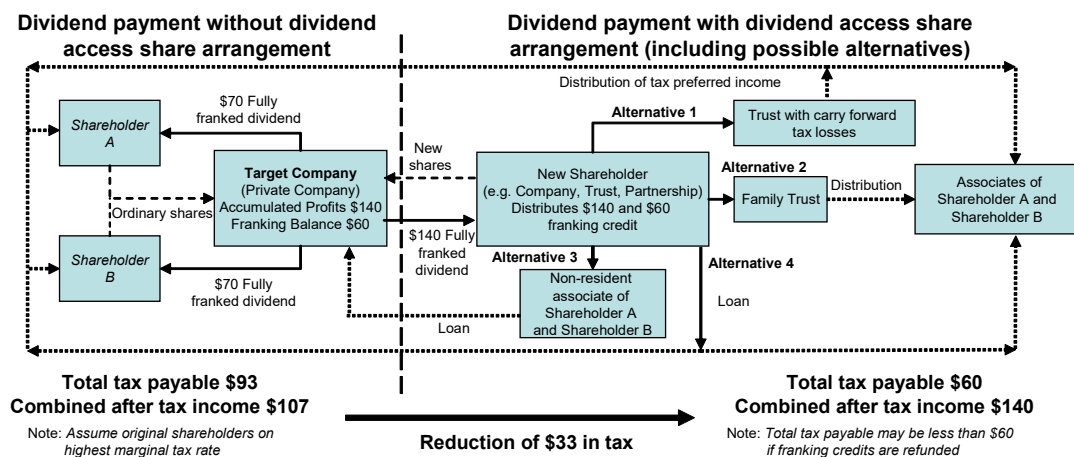 Dividend payment without dividend
access share arrangement
Dividend payment with dividend access share
arrangement (including possible alternatives)
Distribution of tax preferred income
Shareholder
A
$70 Fully
franked dividend
Alternative 1
Trust with carry forward
tax losses
Target Company
(Private Company)
Accumulated Profits $140
Franking Balance $60
New
shares
New Shareholder
(e.g. Company, Trust, Partnership)
Distributes $140 and $60
franking credit
Alternative 2
Family Trust
Distribution
Associates of
Shareholder A and
Shareholder B
Ordinary shares
$140 Fully
franked
dividend
Shareholder
B
$70 Fully
franked dividend
Alternative 3
Alternative 4
Non-resident
associate of
Shareholder A
and Shareholder B
Loan
Loan
Total tax payable $93
Combined after tax income $107
Note: Assume original shareholders on
highest marginal tax rate
Reduction of $33 in tax
Total tax payable $60
Combined after tax income $140
Note: Total tax payable may be less than $60
if franking credits are refunded